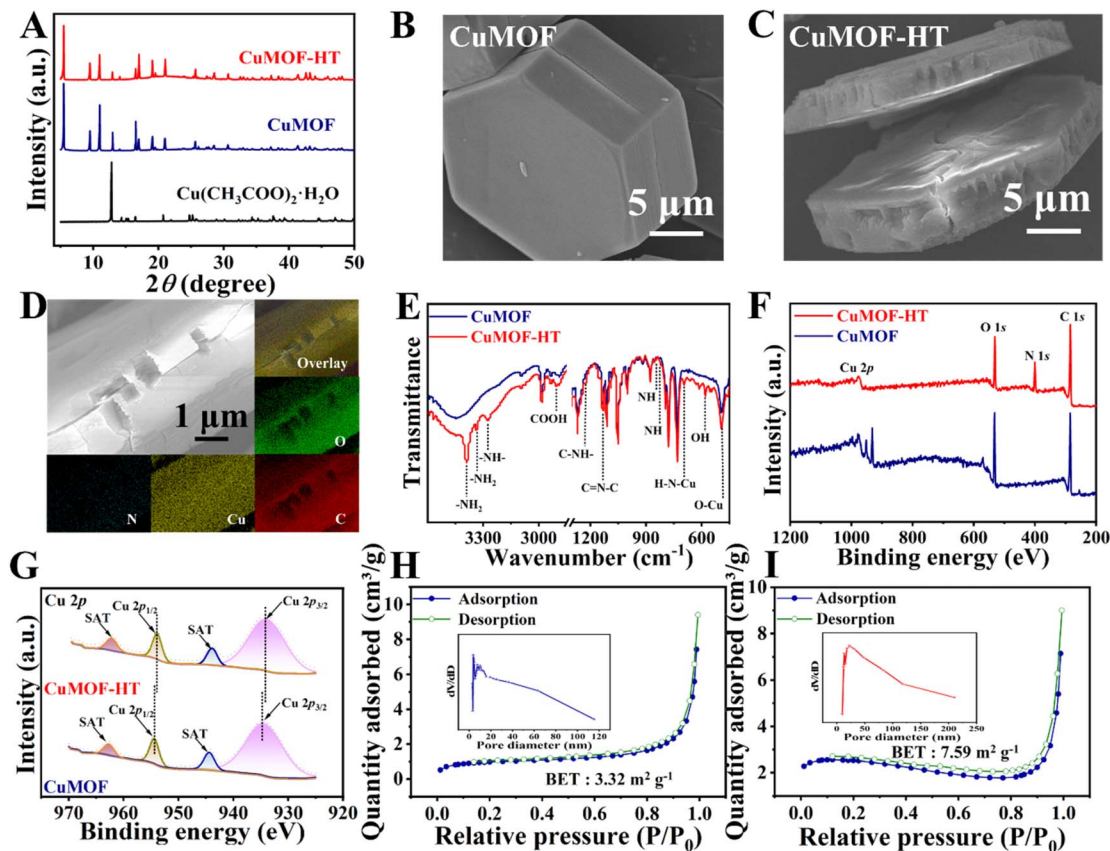 A
Intensity (a.u.)
CuMOF-HT
CuMOF
Cu(CH₃COO)₂·H₂O
10 20 30 40 50
2θ (degree)
B
CuMOF
5 μm
C
CuMOF-HT
5 μm
D
Overlay
1 μm
O
N
Cu
C
E
CuMOF
CuMOF-HT
Transmittance
COOH
-NH-
-NH₂
-NH₂
C-NH-
C=N-C
NH
NH
H-N-Cu
OH
O-Cu
3300 3000 1200 900 600
Wavenumber (cm⁻¹)
F
CuMOF-HT
CuMOF
Intensity (a.u.)
Cu 2p
O 1s
N 1s
C 1s
1200 1000 800 600 400 200
Binding energy (eV)
G
Intensity (a.u.)
Cu 2p
SAT
Cu 2p₁/₂
SAT
Cu 2p₃/₂
CuMOF-HT
SAT
Cu 2p₁/₂
SAT
Cu 2p₃/₂
CuMOF
970 960 950 940 930 920
Binding energy (eV)
H
Quantity adsorbed (cm³/g)
10
9
8
7
6
5
4
3
2
1
0
Adsorption
Desorption
dV/dD
0 20 40 60 80 100 120
Pore diameter (nm)
BET : 3.32 m² g⁻¹
0.0 0.2 0.4 0.6 0.8 1.0
Relative pressure (P/P₀)
I
Quantity adsorbed (cm³/g)
10
8
6
4
2
Adsorption
Desorption
dV/dD
0 50 100 150 200 250
Pore diameter (nm)
BET : 7.59 m² g⁻¹
0.0 0.2 0.4 0.6 0.8 1.0
Relative pressure (P/P₀)